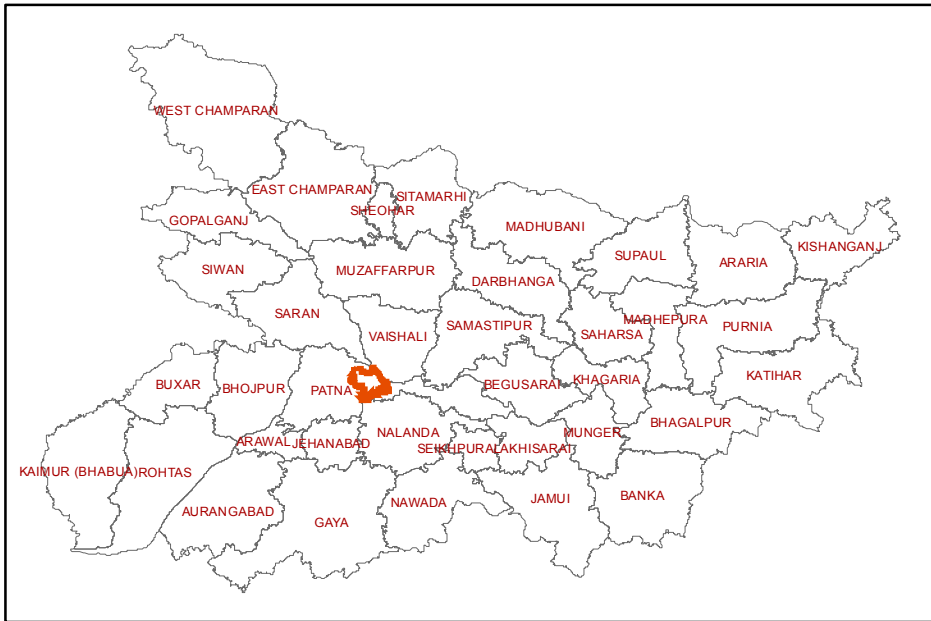 WEST CHAMPARAN
EAST CHAMPARAN
SITAMARHI
SHEOHAR
GOPALGANJ
MADHUBANI
KISHANGANJ
SUPAUL
ARARIA
SIWAN
MUZAFFARPUR
DARBHANGA
SARAN
MADHEPURA
SAMASTIPUR
PURNIA
VAISHALI
SAHARSA
KATIHAR
BUXAR
BHOJPUR
PATNA
BEGUSARAI
KHAGARIA
BHAGALPUR
NALANDA
MUNGER
ARAWAL
JEHANABAD
SEIKHPURA
LAKHISARAI
KAIMUR (BHABUA)
ROHTAS
BANKA
JAMUI
NAWADA
AURANGABAD
GAYA